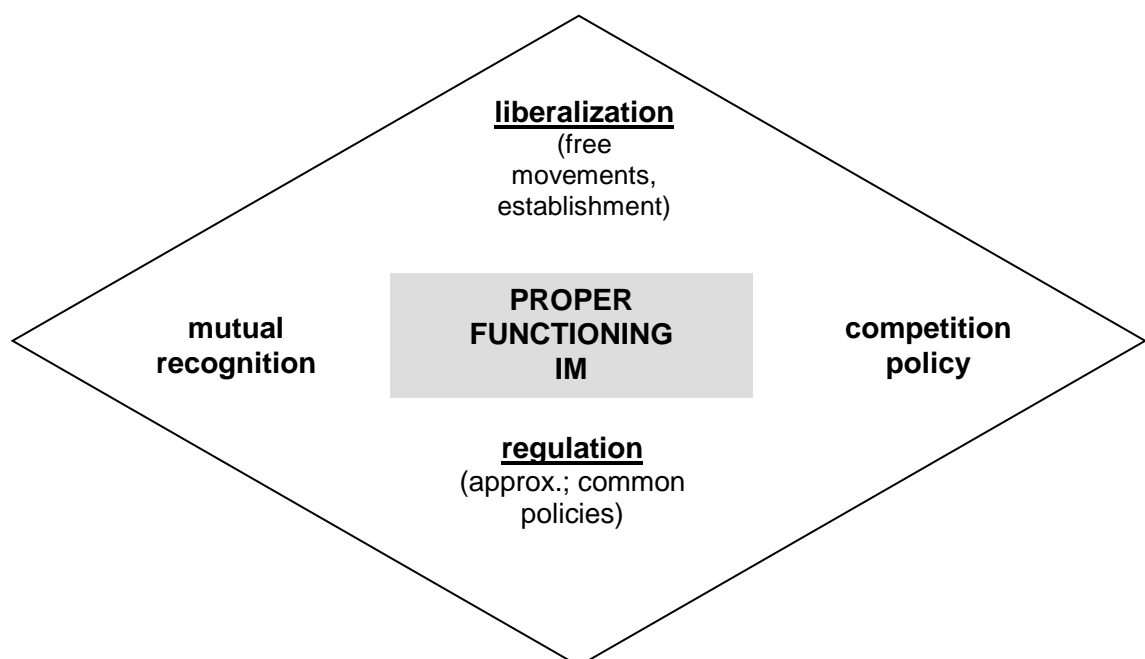 liberalization
(free
movements,
establishment)
mutual
recognition
PROPER
FUNCTIONING
IM
competition
policy
regulation
(approx.; common
policies)